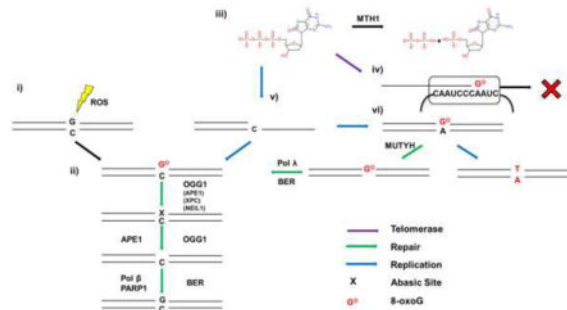 iii)
MTH1
i)
ROS
G
C
v)
C
iv)
G°
CAAUCCCAAUC
vi)
G°
A
MUTYH
ii)
G°
C
OGG1
(APE1)
(XPC)
(NEIL1)
Pol λ
BER
G°
T
A
X
C
APE1
OGG1
C
Pol β
PARP1
BER
G
C
Telomerase
Repair
Replication
X Abasic Site
G° 8-oxoG